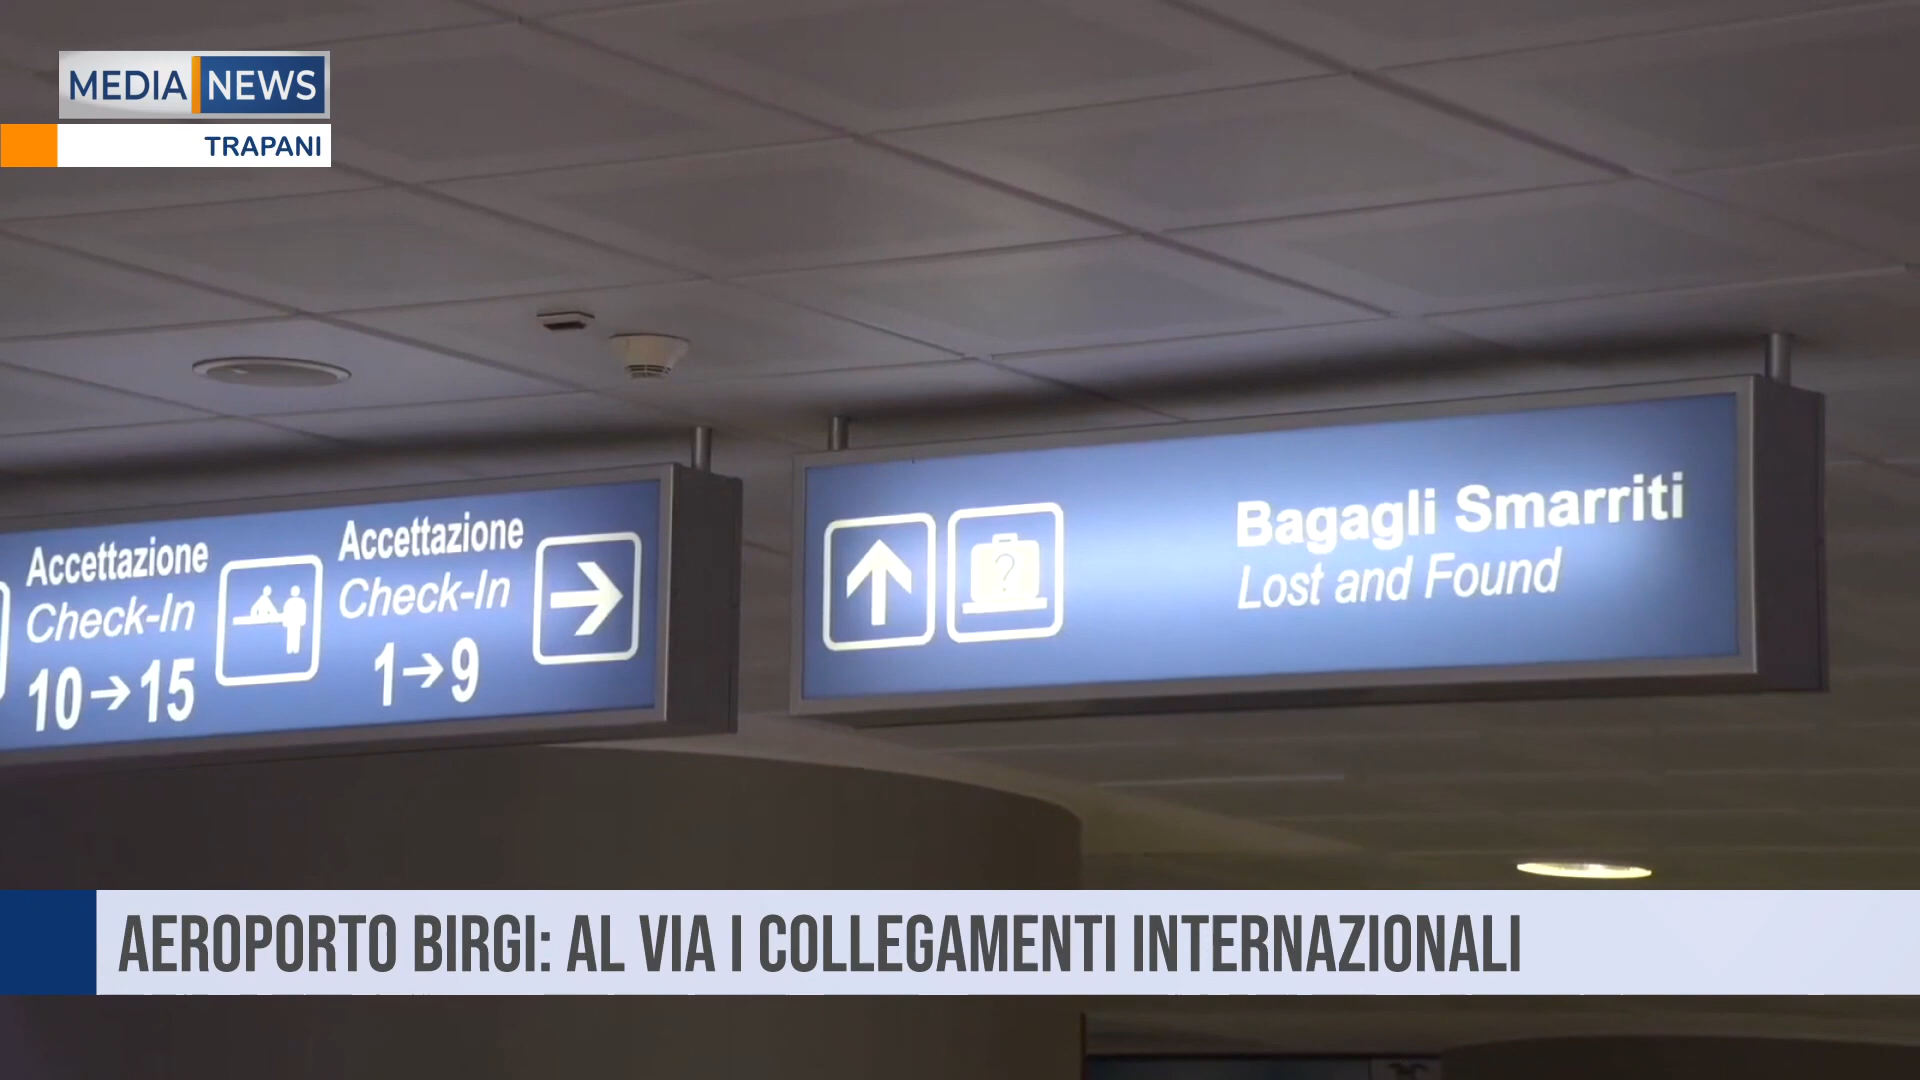 MEDIA NEWS
TRAPANI
Accettazione
Check-In
10→15
Accettazione
Check-In
1→9
Bagagli Smarriti
Lost and Found
AEROPORTO BIRGI: AL VIA I COLLEGAMENTI INTERNAZIONALI